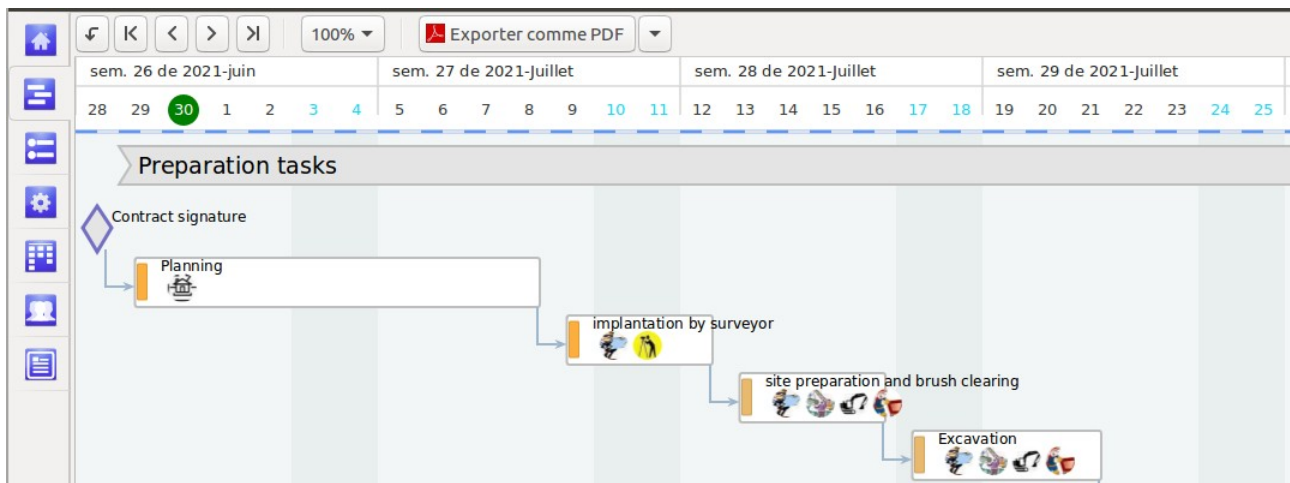 100% Exporter comme PDF
sem. 26 de 2021-juin sem. 27 de 2021-Juillet sem. 28 de 2021-Juillet sem. 29 de 2021-Juillet
28 29 30 1 2 3 4 5 6 7 8 9 10 11 12 13 14 15 16 17 18 19 20 21 22 23 24 25
Preparation tasks
Contract signature
Planning
implantation by surveyor
site preparation and brush clearing
Excavation